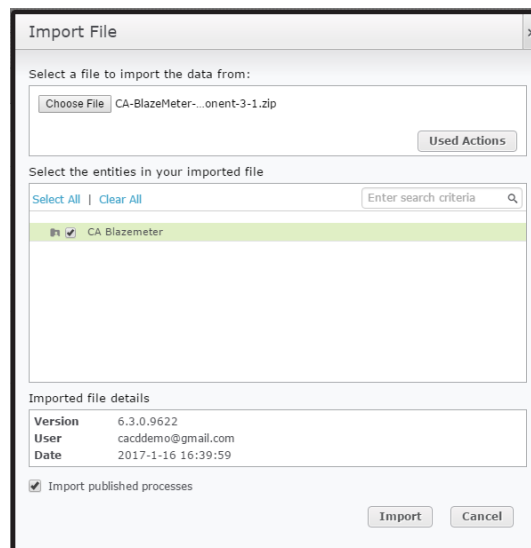 Import File
Select a file to import the data from:
Choose File CA-BlazeMeter-...onent-3-1.zip
Used Actions
Select the entities in your imported file
Select All | Clear All Enter search criteria
CA Blazemeter
Imported file details
Version 6.3.0.9622
User cacddemo@gmail.com
Date 2017-1-16 16:39:59
Import published processes
Import Cancel